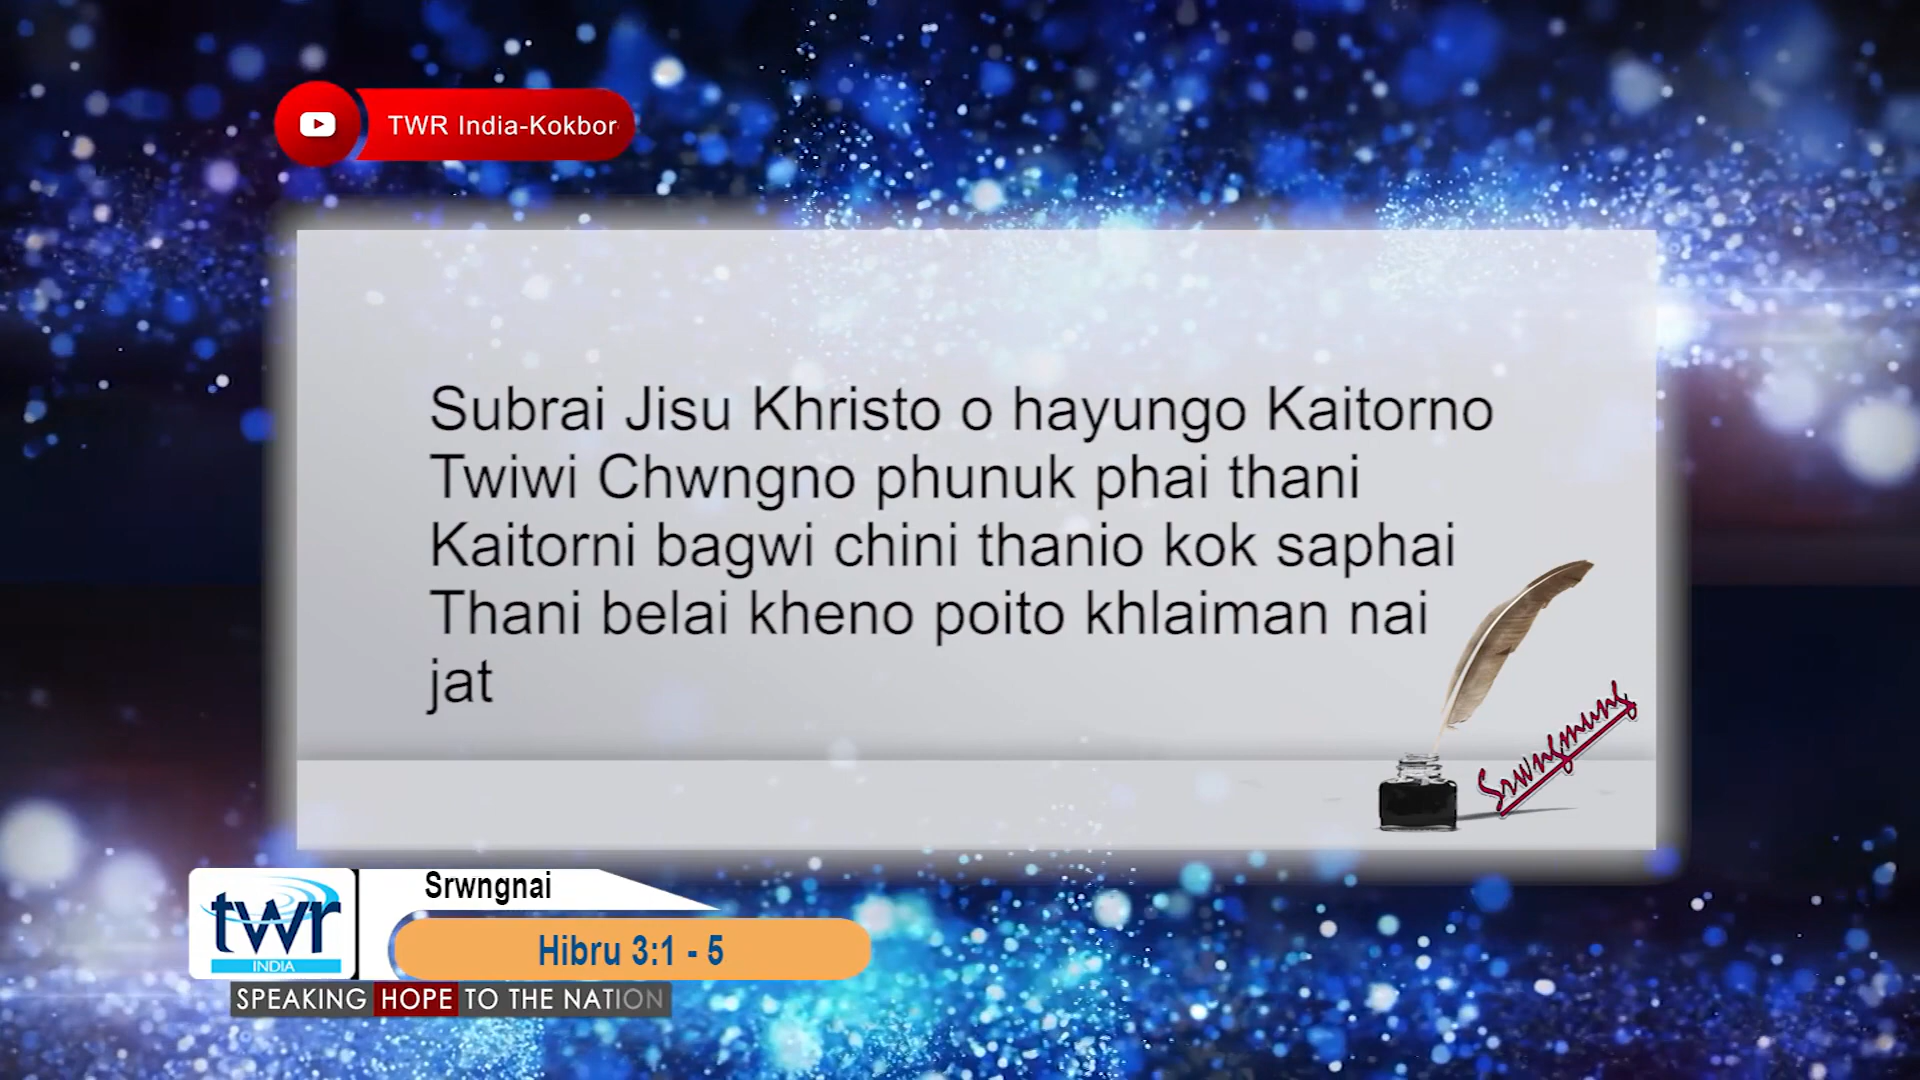 TWR India-Kokbor
Subrai Jisu Khristo o hayungo Kaitorno
Twiwi Chwngno phunuk phai thani
Kaitorni bagwi chini thanio kok saphai
Thani belai kheno poito khlaiman nai
jat
Srwngmung
twr
INDIA
Srwngnai
Hibru 3:1 - 5
SPEAKING HOPE TO THE NATION